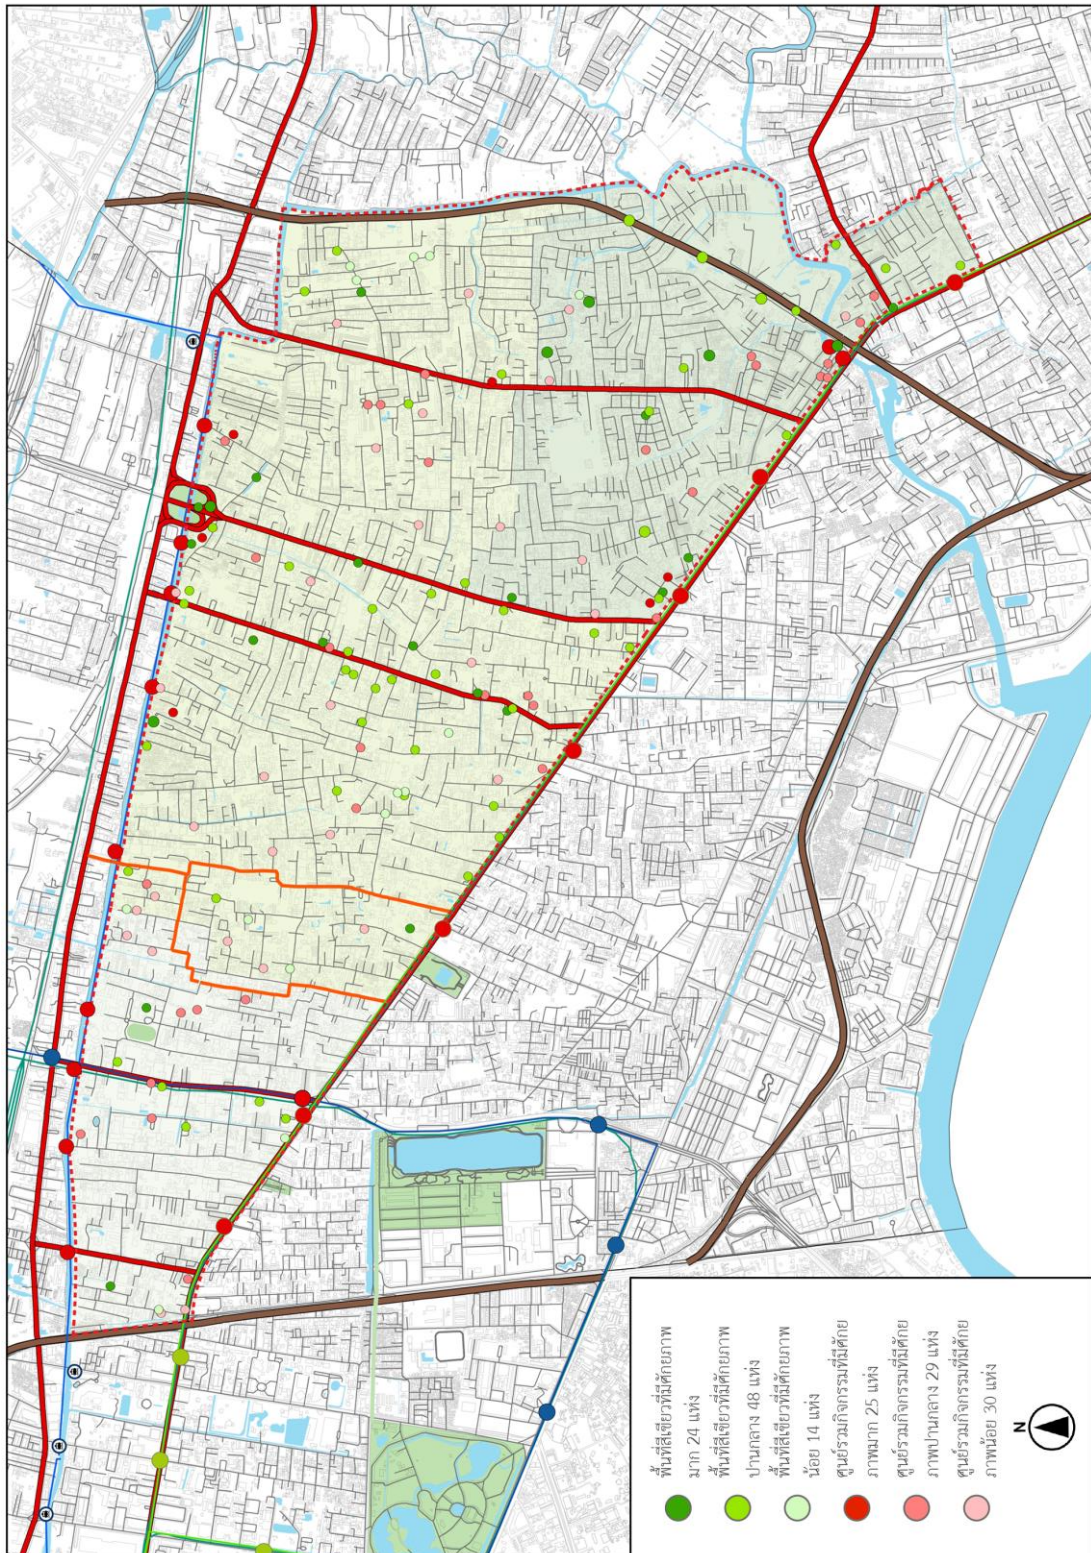 พื้นที่สีเขียวที่มีศักยภาพ
มาก 24 แห่ง
พื้นที่สีเขียวที่มีศักยภาพ
ปานกลาง 48 แห่ง
พื้นที่สีเขียวที่มีศักยภาพ
น้อย 14 แห่ง
ศูนย์รวมกิจกรรมที่มีศักย
ภาพมาก 25 แห่ง
ศูนย์รวมกิจกรรมที่มีศักย
ภาพปานกลาง 29 แห่ง
ศูนย์รวมกิจกรรมที่มีศักย
ภาพน้อย 30 แห่ง
N